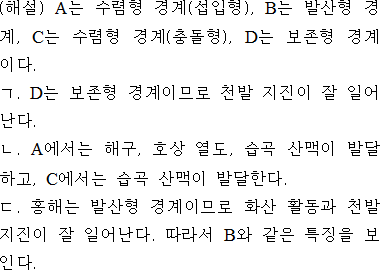 (해설) A는 수렴형 경계(섭입형), B는 발산형 경
계, C는 수렴형 경계(충돌형), D는 보존형 경계
이다.
ㄱ. D는 보존형 경계이므로 천발 지진이 잘 일어
난다.
ㄴ. A에서는 해구, 호상 열도, 습곡 산맥이 발달
하고, C에서는 습곡 산맥이 발달한다.
ㄷ. 홍해는 발산형 경계이므로 화산 활동과 천발
지진이 잘 일어난다. 따라서 B와 같은 특징을 보
인다.